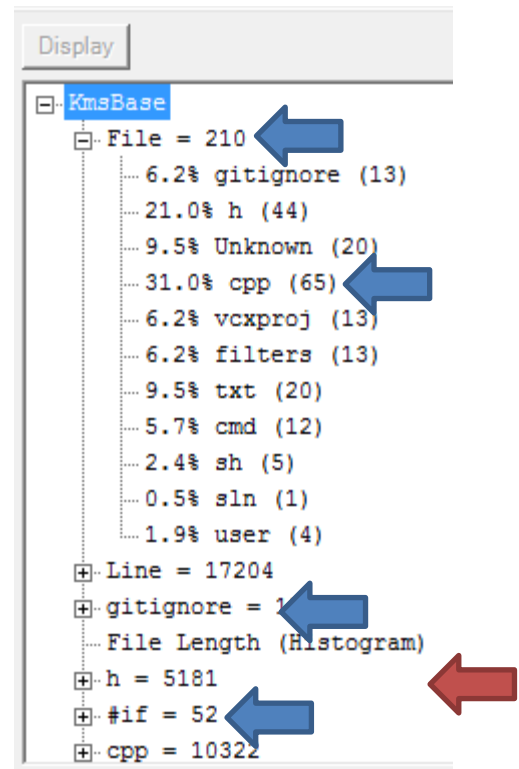 Display
KmsBase
File = 210
6.2% gitignore (13)
21.0% h (44)
9.5% Unknown (20)
31.0% cpp (65)
6.2% vcxproj (13)
6.2% filters (13)
9.5% txt (20)
5.7% cmd (12)
2.4% sh (5)
0.5% sln (1)
1.9% user (4)
Line = 17204
gitignore =
File Length (Histogram)
h = 5181
#if = 52
cpp = 10322